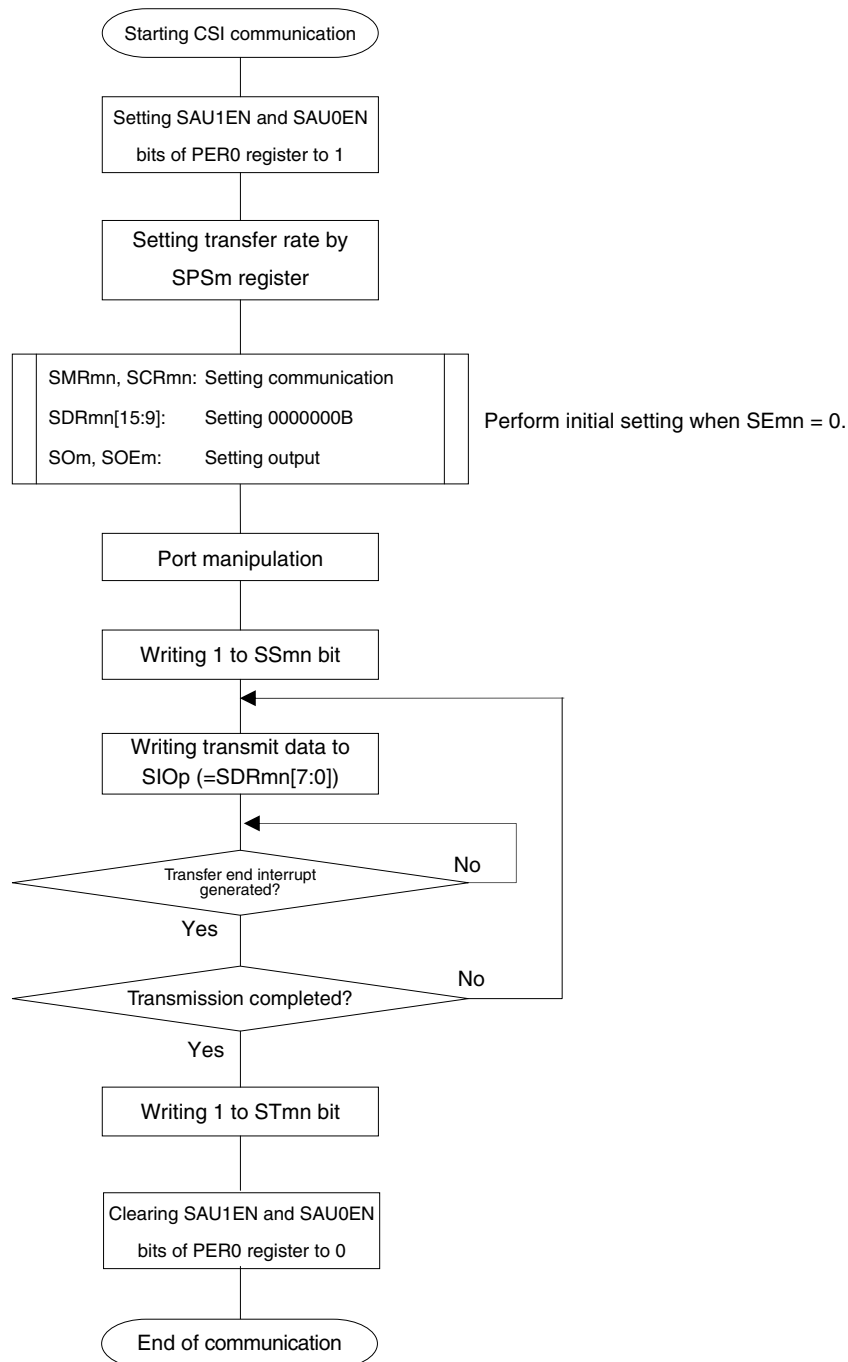 Starting CSI communication
Setting SAU1EN and SAU0EN
bits of PER0 register to 1
Setting transfer rate by
SPSm register
SMRmn, SCRmn: Setting communication
SDRmn[15:9]: Setting 0000000B
SOm, SOEm: Setting output
Perform initial setting when SEmn = 0.
Port manipulation
Writing 1 to SSmn bit
Writing transmit data to
SIOp (=SDRmn[7:0])
Transfer end interrupt
generated?
No
Yes
Transmission completed?
No
Yes
Writing 1 to STmn bit
Clearing SAU1EN and SAU0EN
bits of PER0 register to 0
End of communication